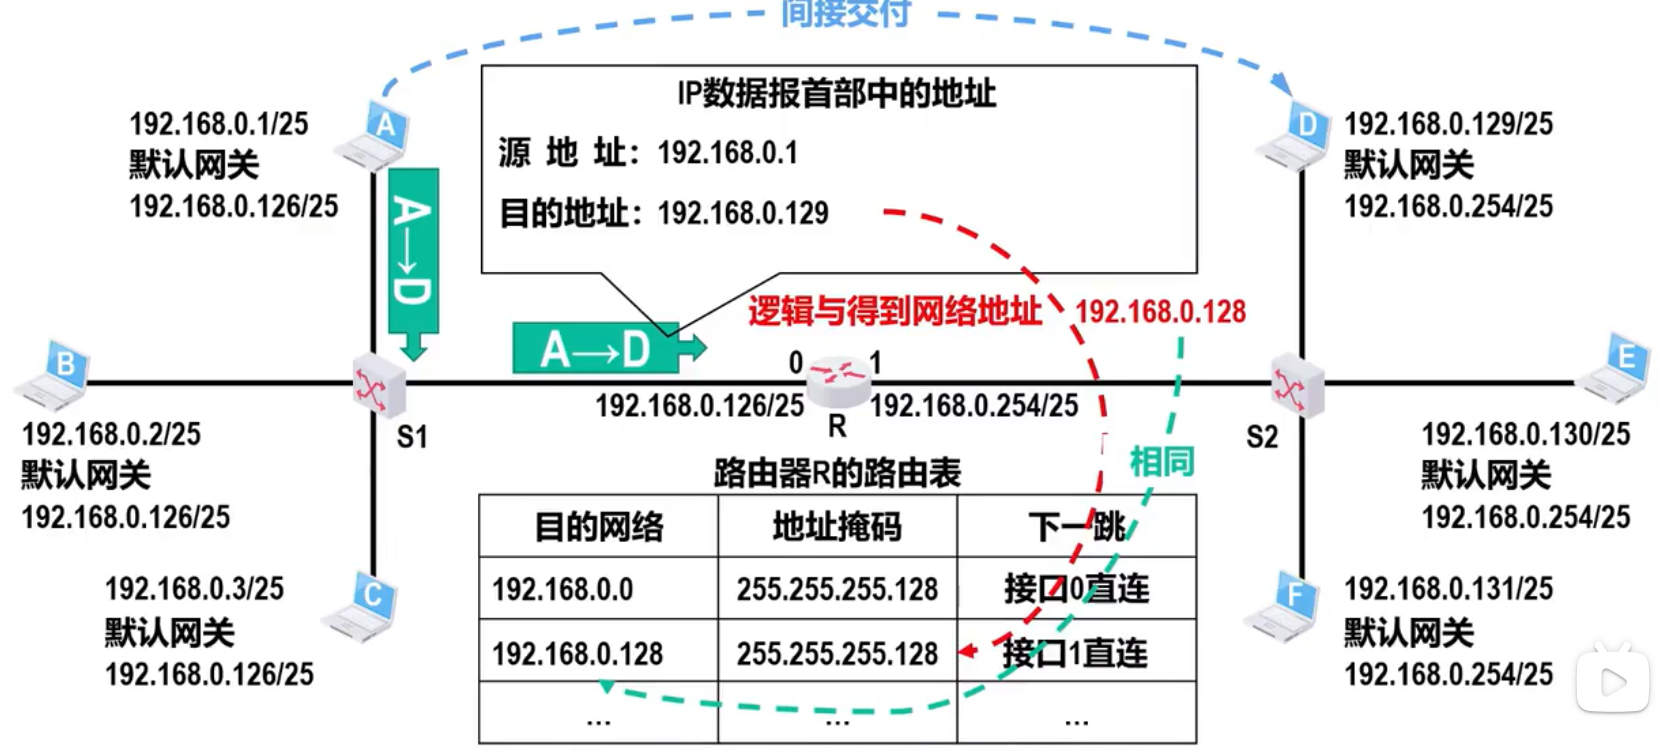 间接交付
IP数据报首部中的地址
源 地 址：192.168.0.1
目的地址：192.168.0.129
192.168.0.1/25
默认网关
192.168.0.126/25
A
A→D
D
192.168.0.129/25
默认网关
192.168.0.254/25
逻辑与得到网络地址 192.168.0.128
A→D
0
1
B
192.168.0.2/25
默认网关
192.168.0.126/25
S1
192.168.0.126/25
192.168.0.254/25
R
S2
E
192.168.0.130/25
默认网关
192.168.0.254/25
相同
路由器R的路由表
目的网络 地址掩码 下一跳
192.168.0.0 255.255.255.128 接口0直连
192.168.0.128 255.255.255.128 接口1直连
... ... ...
C
192.168.0.3/25
默认网关
192.168.0.126/25
F
192.168.0.131/25
默认网关
192.168.0.254/25